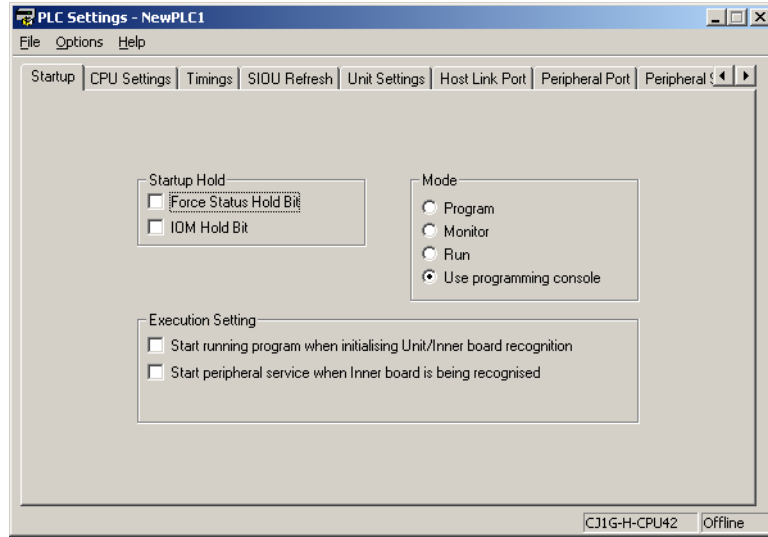 PLC Settings - NewPLC1
File Options Help
Startup CPU Settings Timings SIOU Refresh Unit Settings Host Link Port Peripheral Port Peripheral
Startup Hold
Force Status Hold Bit
IOM Hold Bit
Mode
Program
Monitor
Run
Use programming console
Execution Setting
Start running program when initialising Unit/Inner board recognition
Start peripheral service when Inner board is being recognised
CJ1G-H-CPU42 Offline